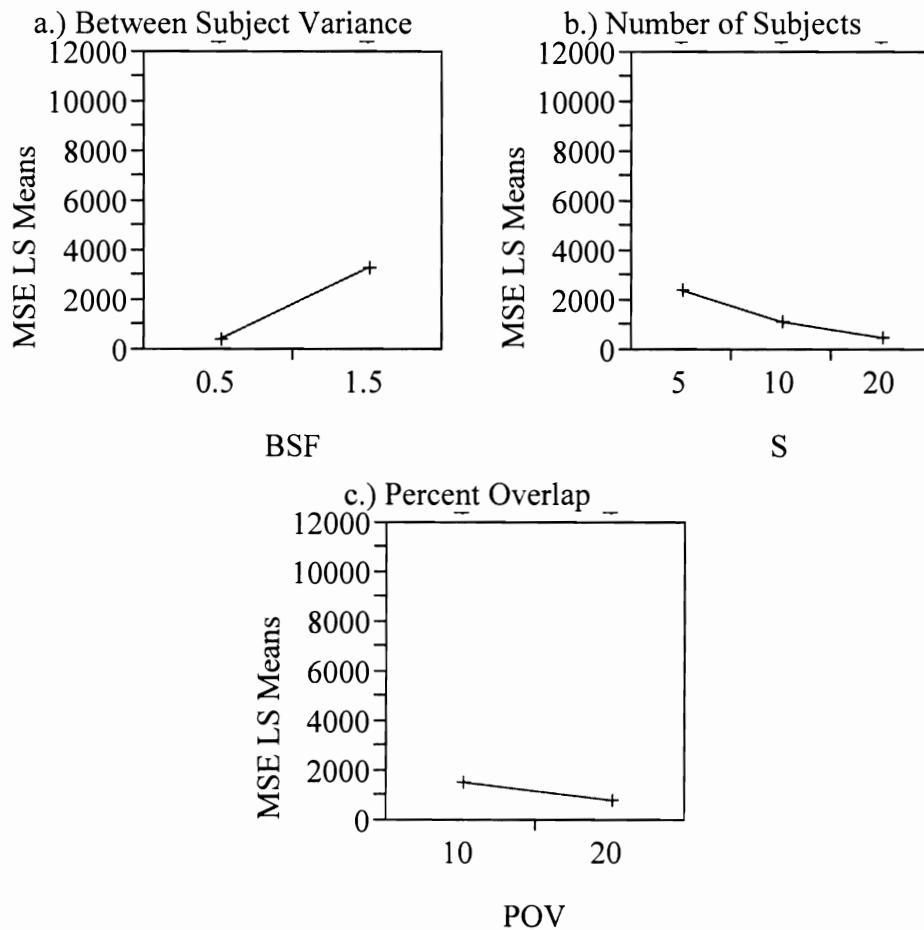 a.) Between Subject Variance
12000
10000
8000
6000
4000
2000
0
MSE LS Means
0.5 1.5
BSF
b.) Number of Subjects
12000
10000
8000
6000
4000
2000
0
MSE LS Means
5 10 20
S
c.) Percent Overlap
12000
10000
8000
6000
4000
2000
0
MSE LS Means
10 20
POV